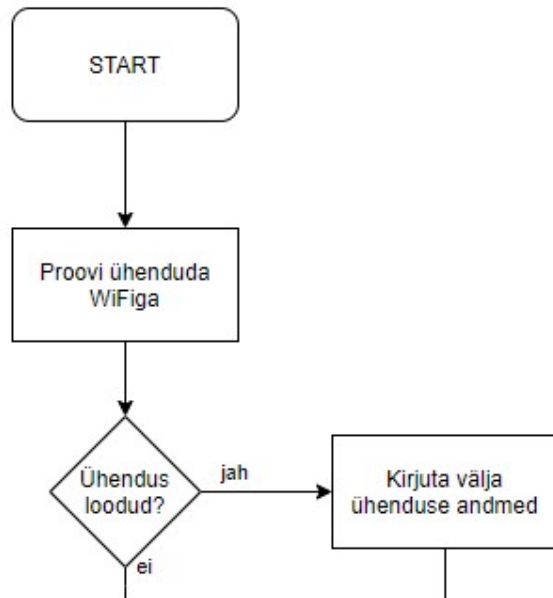 START
Proovi ühenduda
WiFiga
Ühendus
loodud?
jah
Kirjuta välja
ühenduse andmed
ei